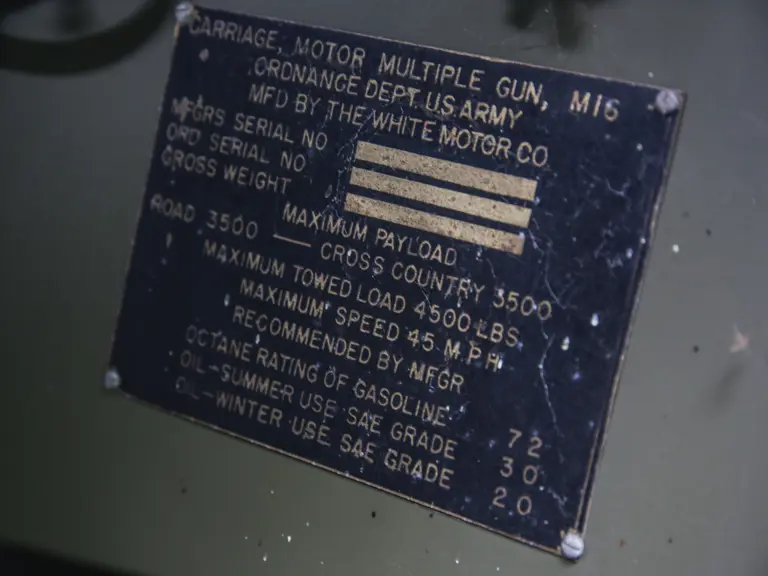 CARRIAGE, MOTOR MULTIPLE GUN, M16
ORDNANCE DEPT. U.S. ARMY
MFD BY THE WHITE MOTOR CO.
MFGRS SERIAL NO
ORD SERIAL NO
GROSS WEIGHT
MAXIMUM PAYLOAD
ROAD 3500 — CROSS COUNTRY 3500
MAXIMUM TOWED LOAD 4500 LBS.
MAXIMUM SPEED 45 M.P.H.
RECOMMENDED BY MFGR
OCTANE RATING OF GASOLINE 72
OIL-SUMMER USE SAE GRADE 30
OIL-WINTER USE SAE GRADE 20